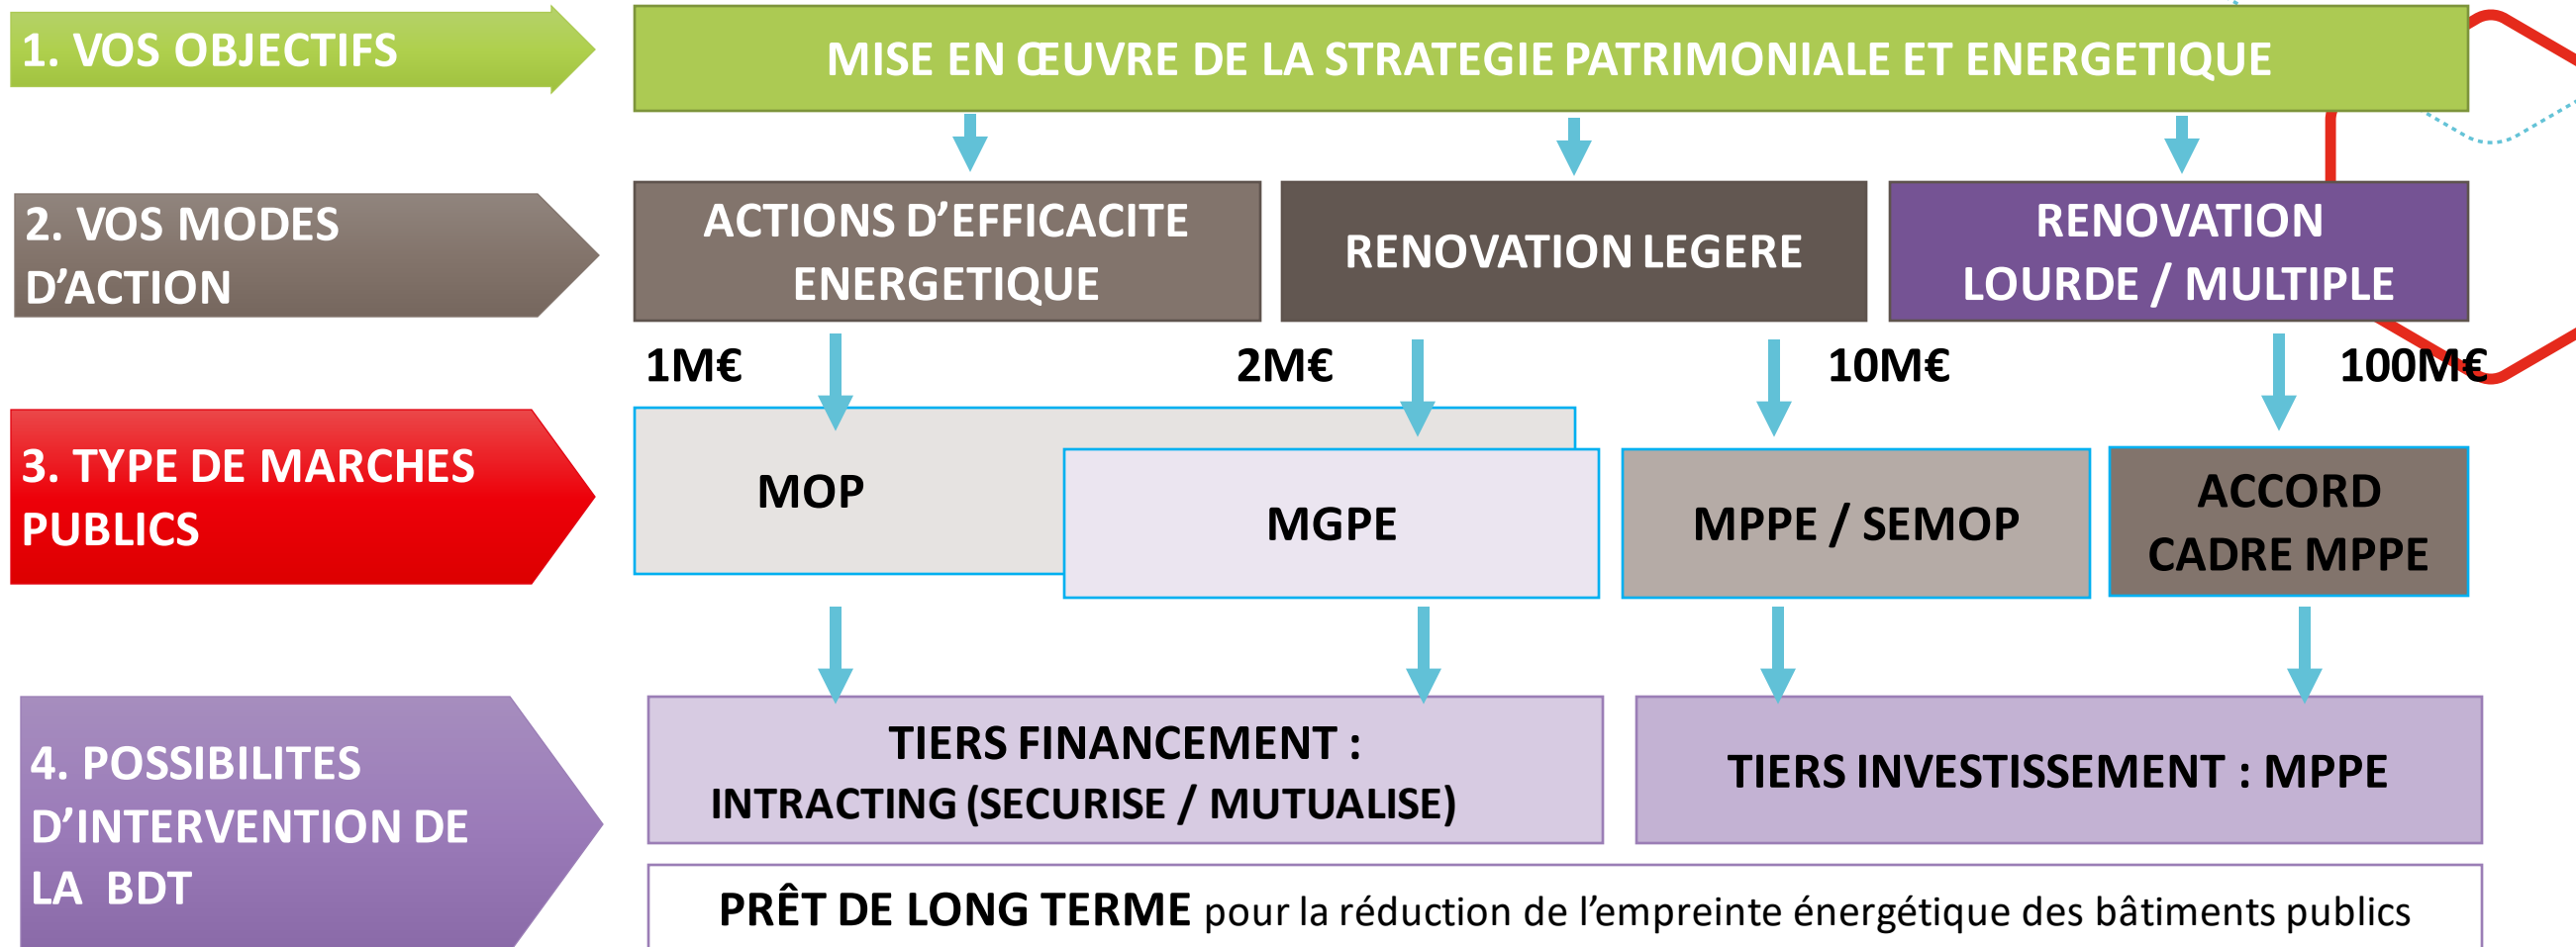 1. VOS OBJECTIFS
MISE EN ŒUVRE DE LA STRATEGIE PATRIMONIALE ET ENERGETIQUE
2. VOS MODES
D’ACTION
ACTIONS D’EFFICACITE
ENERGETIQUE
RENOVATION LEGERE
RENOVATION
LOURDE / MULTIPLE
1M€
2M€
10M€
100M€
3. TYPE DE MARCHES
PUBLICS
MOP
MGPE
MPPE / SEMOP
ACCORD
CADRE MPPE
4. POSSIBILITES
D’INTERVENTION DE
LA BDT
TIERS FINANCEMENT :
INTRACTING (SECURISE / MUTUALISE)
TIERS INVESTISSEMENT : MPPE
PRÊT DE LONG TERME pour la réduction de l’empreinte énergétique des bâtiments publics